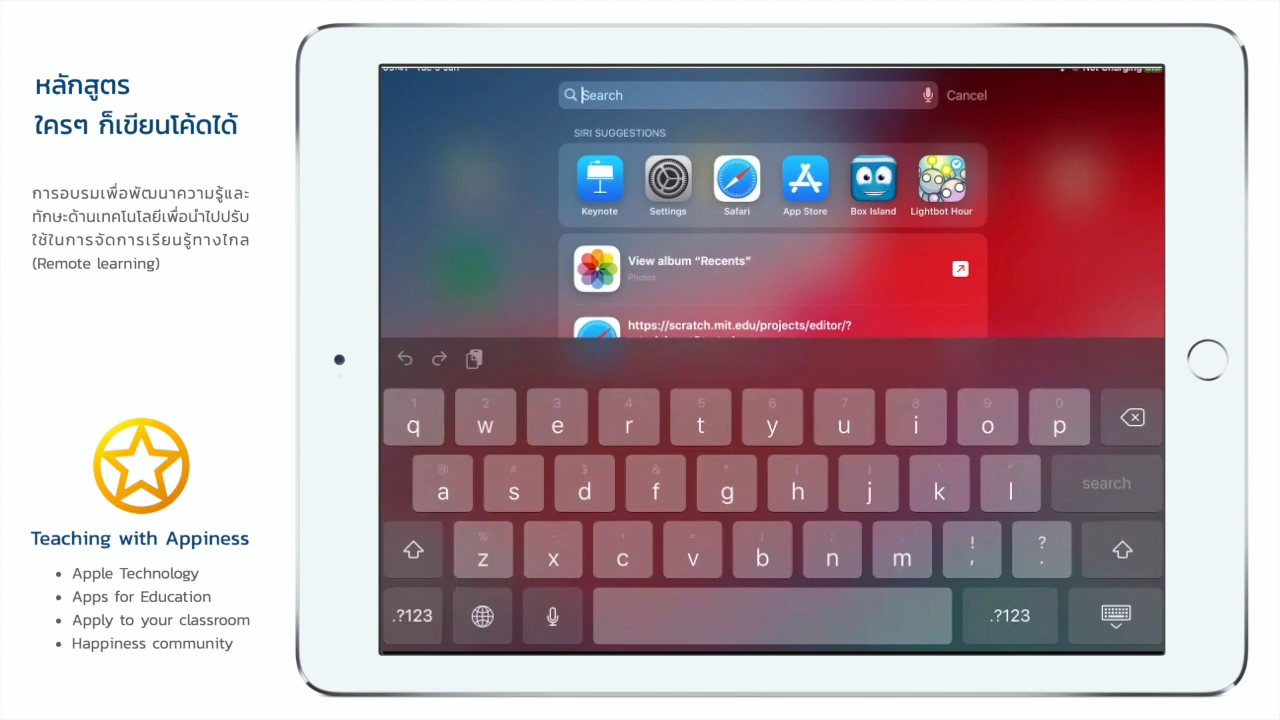 หลักสูตร
ใครๆ ก็เขียนโค้ดได้
การอบรมเพื่อพัฒนาความรู้และ
ทักษะด้านเทคโนโลยีเพื่อนำไปปรับ
ใช้ในการจัดการเรียนรู้ทางไกล
(Remote learning)
Teaching with Appiness
• Apple Technology
• Apps for Education
• Apply to your classroom
• Happiness community
Not Charging
Search
Cancel
SIRI SUGGESTIONS
Keynote Settings Safari App Store Box Island Lightbot Hour
View album “Recents”
Photos
https://scratch.mit.edu/projects/editor/?
1 2 3 4 5 6 7 8 9 0
q w e r t y u i o p
@ # $ & * ( ) ' "
a s d f g h j k l search
% - + = / ; : ! ?
z x c v b n m , .
.?123 .?123